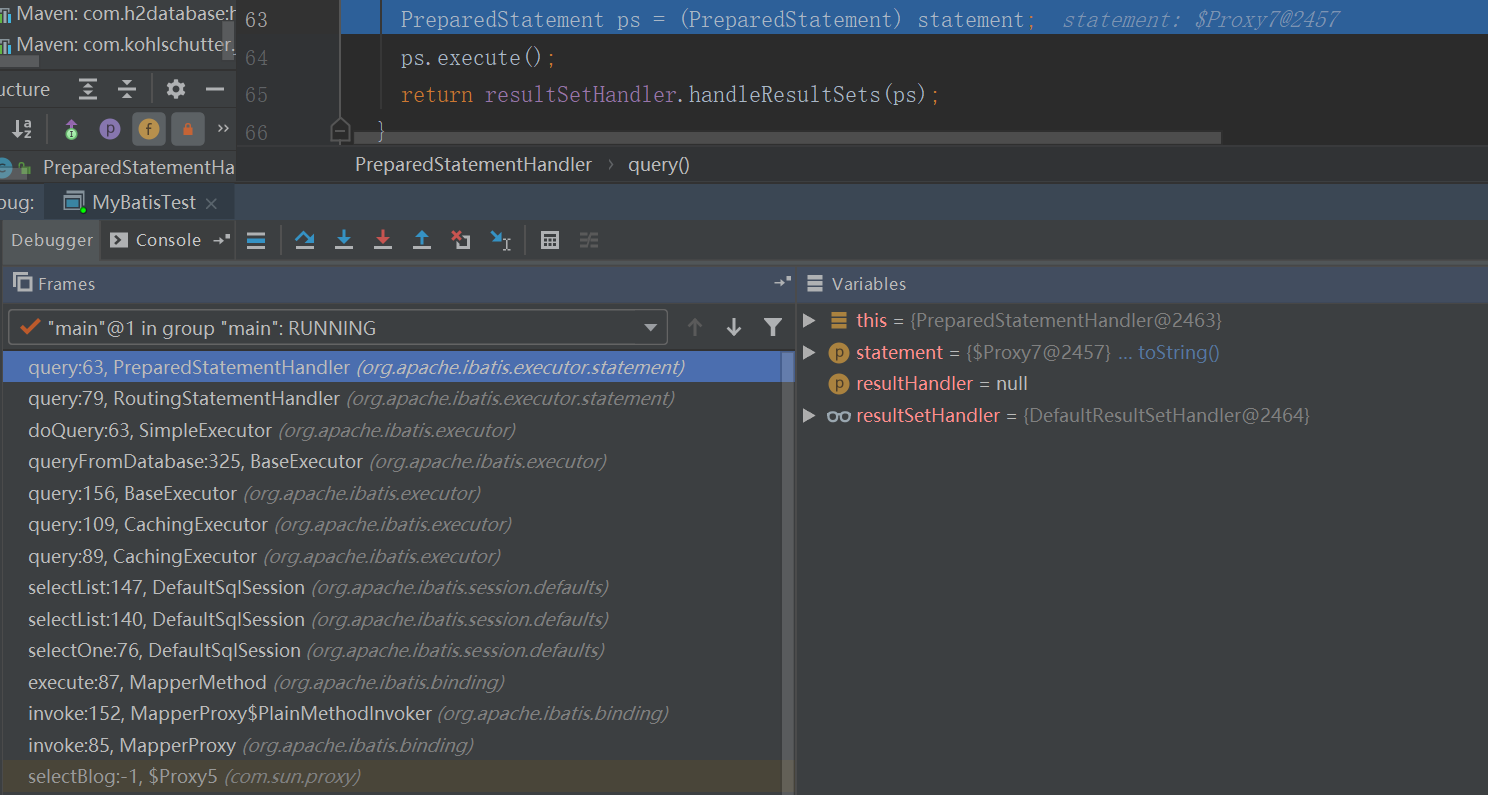 Maven: com.h2database:h
Maven: com.kohlschutter.
ucture
PreparedStatementHa
63 PreparedStatement ps = (PreparedStatement) statement; statement: $Proxy7@2457
64 ps.execute();
65 return resultSetHandler.handleResultSets(ps);
66 }
PreparedStatementHandler › query()
bug: MyBatisTest
Debugger Console
Frames
"main"@1 in group "main": RUNNING
query:63, PreparedStatementHandler (org.apache.ibatis.executor.statement)
query:79, RoutingStatementHandler (org.apache.ibatis.executor.statement)
doQuery:63, SimpleExecutor (org.apache.ibatis.executor)
queryFromDatabase:325, BaseExecutor (org.apache.ibatis.executor)
query:156, BaseExecutor (org.apache.ibatis.executor)
query:109, CachingExecutor (org.apache.ibatis.executor)
query:89, CachingExecutor (org.apache.ibatis.executor)
selectList:147, DefaultSqlSession (org.apache.ibatis.session.defaults)
selectList:140, DefaultSqlSession (org.apache.ibatis.session.defaults)
selectOne:76, DefaultSqlSession (org.apache.ibatis.session.defaults)
execute:87, MapperMethod (org.apache.ibatis.binding)
invoke:152, MapperProxy$PlainMethodInvoker (org.apache.ibatis.binding)
invoke:85, MapperProxy (org.apache.ibatis.binding)
selectBlog:-1, $Proxy5 (com.sun.proxy)
Variables
this = {PreparedStatementHandler@2463}
statement = {$Proxy7@2457} ... toString()
resultHandler = null
resultSetHandler = {DefaultResultSetHandler@2464}